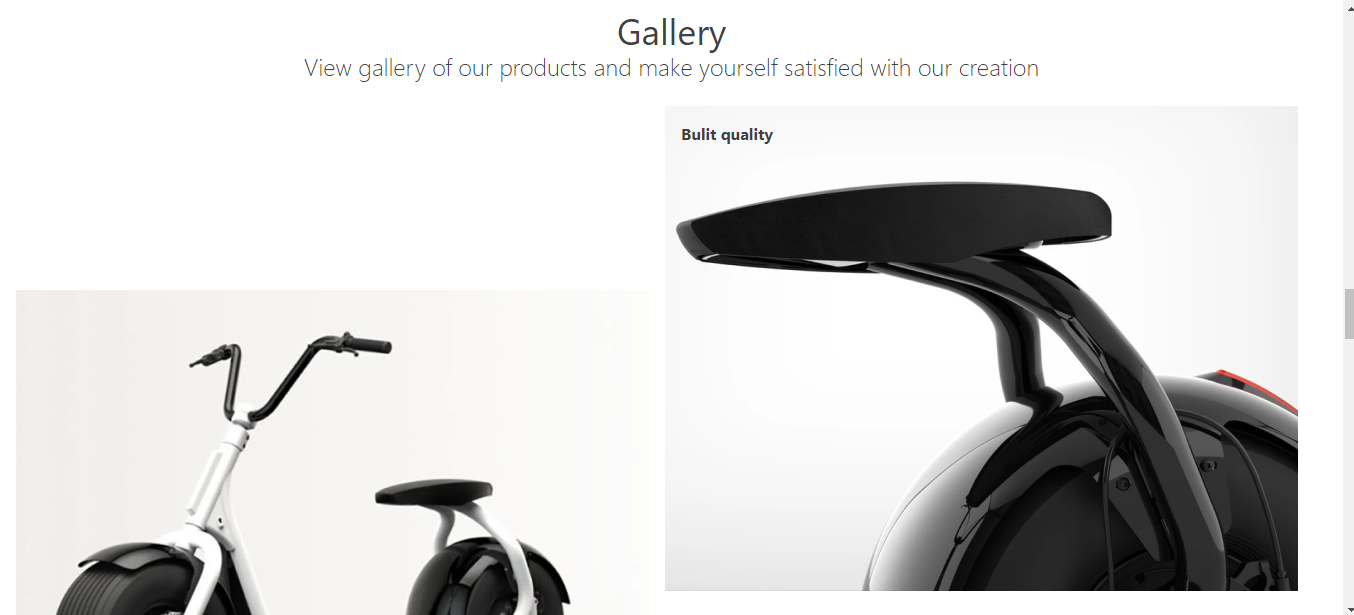 Gallery
View gallery of our products and make yourself satisfied with our creation
Bulit quality